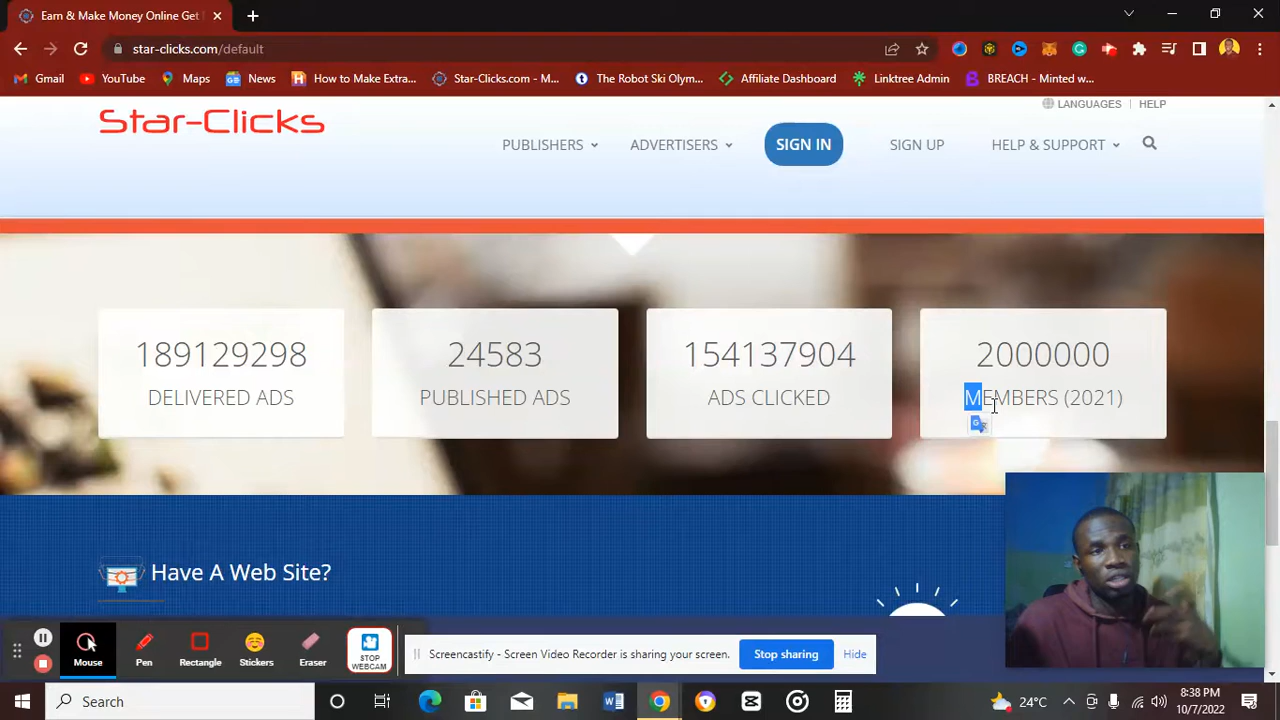 Earn & Make Money Online Get
star-clicks.com/default
Gmail
YouTube
Maps
News
How to Make Extra...
Star-Clicks.com - M...
The Robot Ski Olym...
Affiliate Dashboard
Linktree Admin
BREACH - Minted w...
LANGUAGES
HELP
Star-Clicks
PUBLISHERS
ADVERTISERS
SIGN IN
SIGN UP
HELP & SUPPORT
189129298
DELIVERED ADS
24583
PUBLISHED ADS
154137904
ADS CLICKED
2000000
MEMBERS (2021)
Have A Web Site?
Mouse
Pen
Rectangle
Stickers
Eraser
STOP
WEBCAM
Screencastify - Screen Video Recorder is sharing your screen.
Stop sharing
Hide
Search
24°C
8:38 PM
10/7/2022